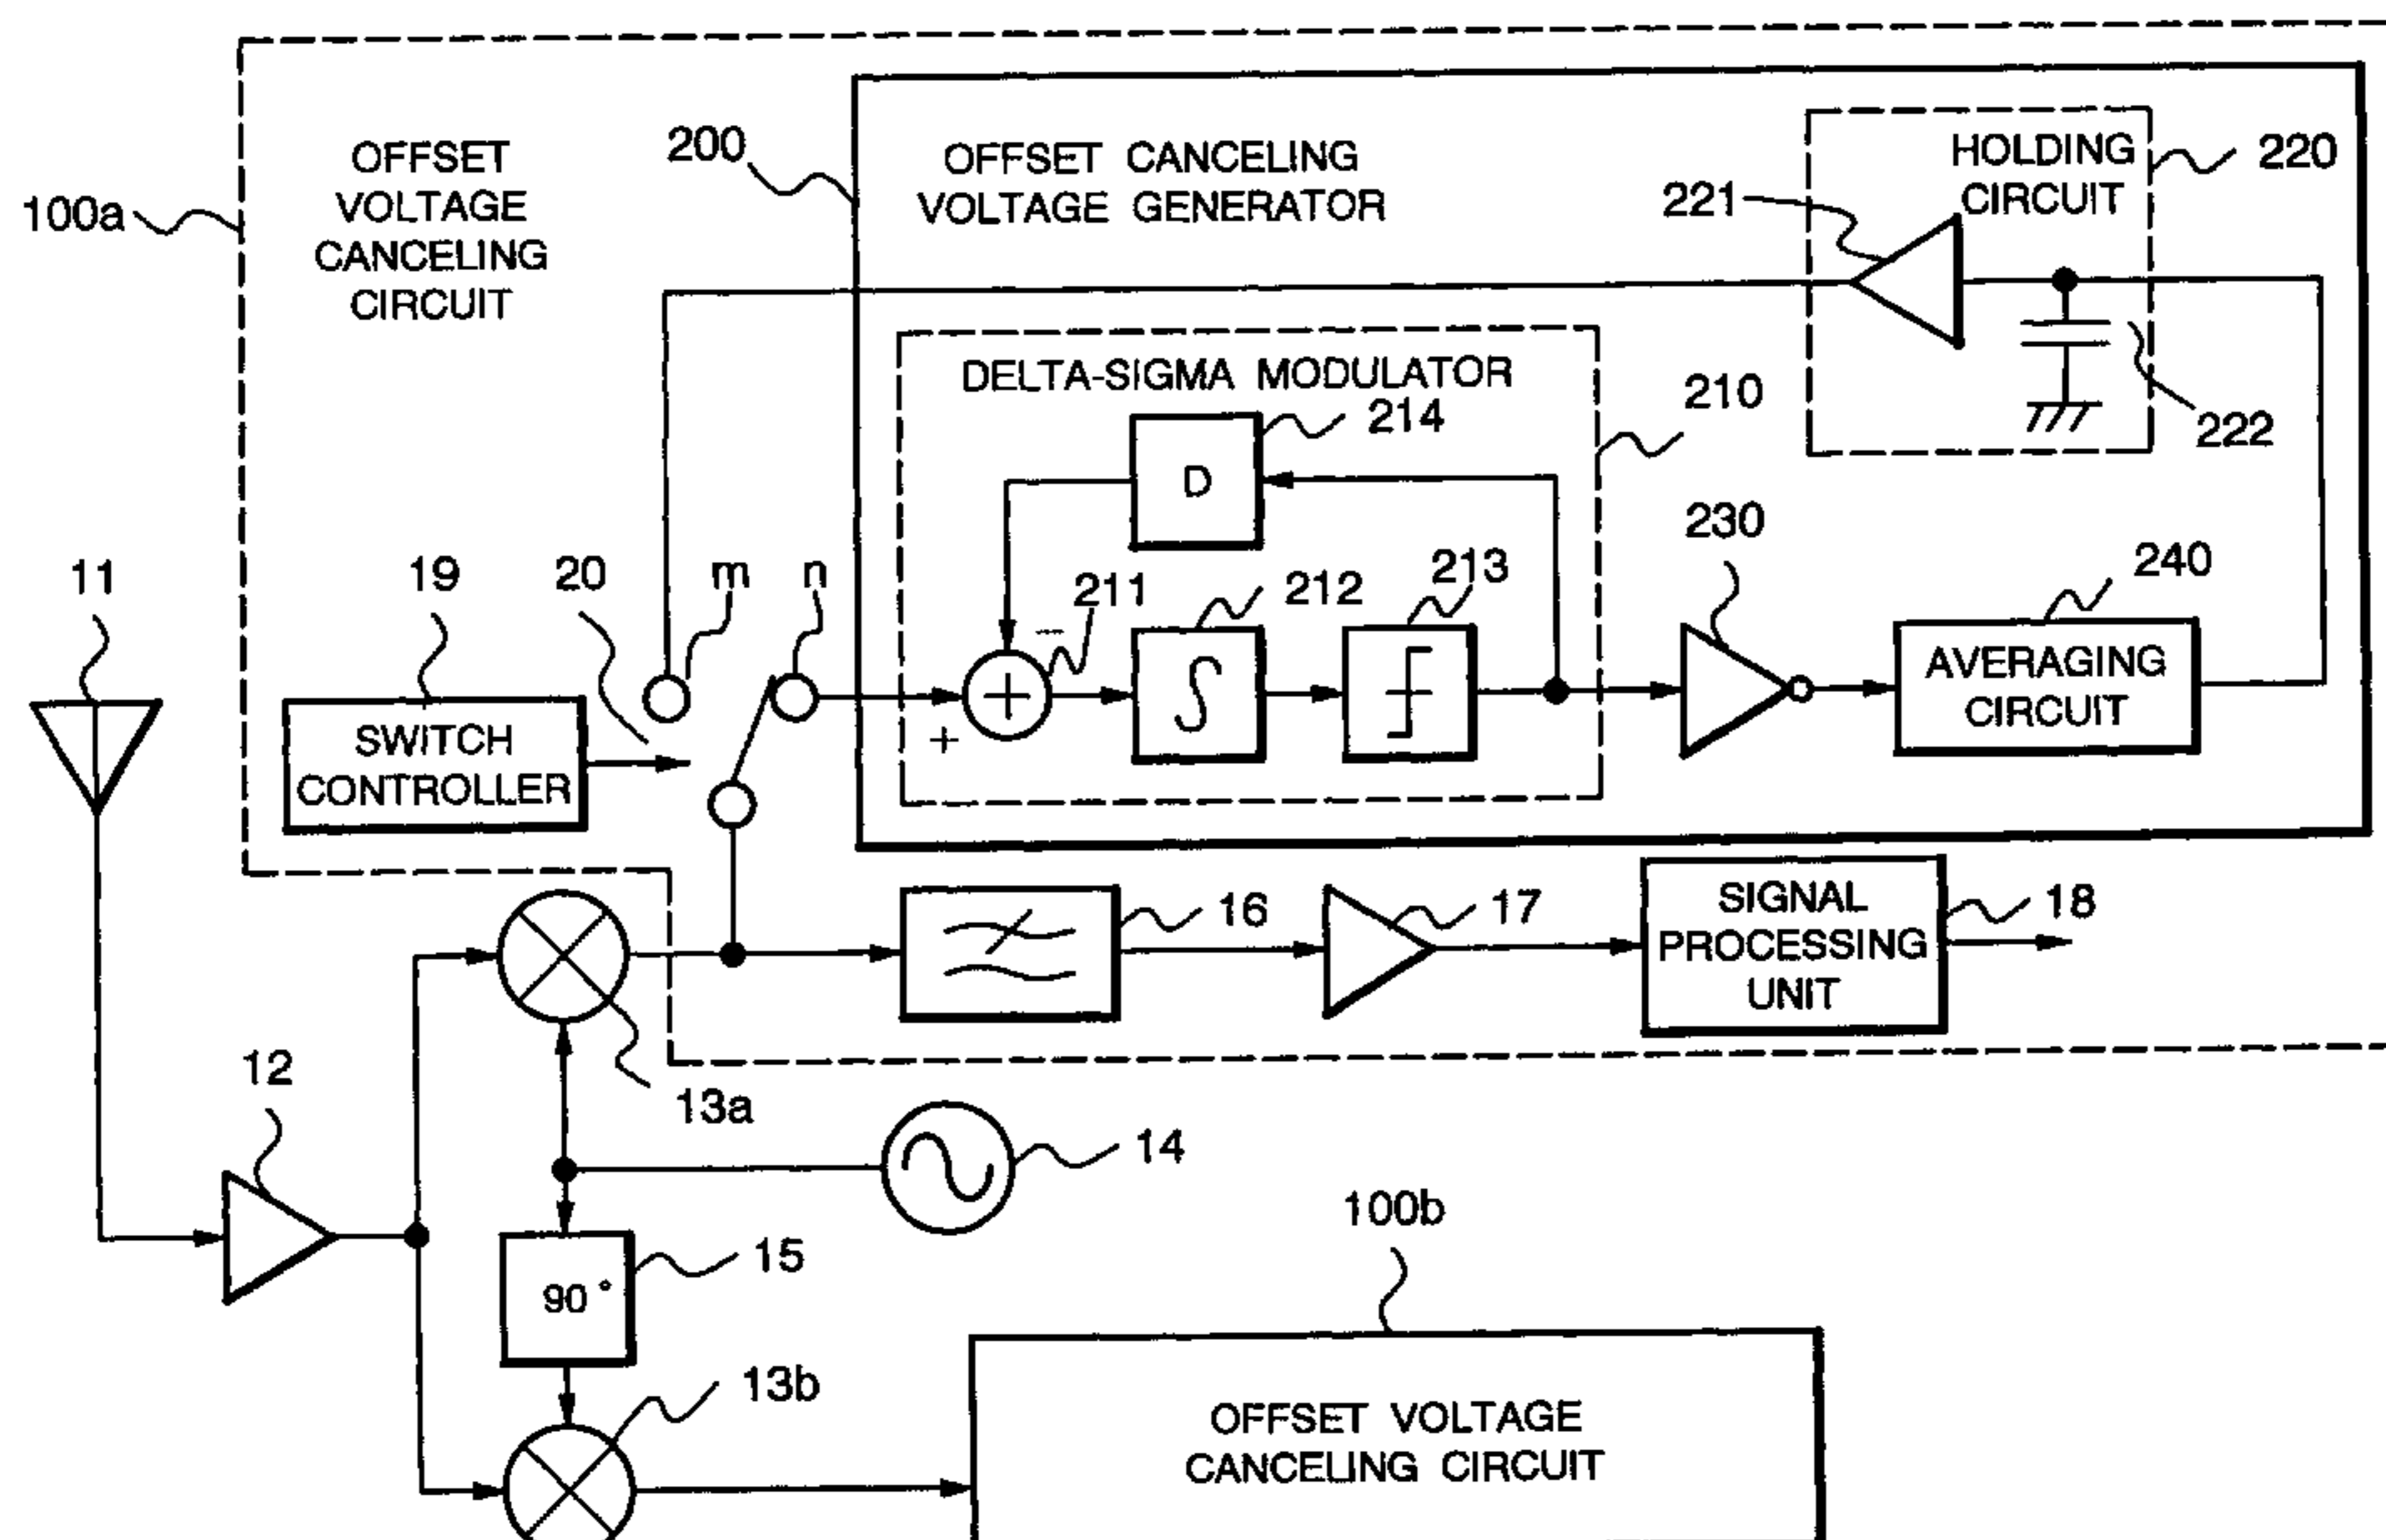 100a
OFFSET
VOLTAGE
CANCELING
CIRCUIT
200
OFFSET CANCELING
VOLTAGE GENERATOR
221
HOLDING
CIRCUIT
220
222
DELTA-SIGMA MODULATOR
210
214
D
230
240
11
19
20
m
n
211
212
213
−
+
+
∫
SWITCH
CONTROLLER
AVERAGING
CIRCUIT
16
17
SIGNAL
PROCESSING
UNIT
18
12
13a
14
15
90°
100b
13b
OFFSET VOLTAGE
CANCELING CIRCUIT